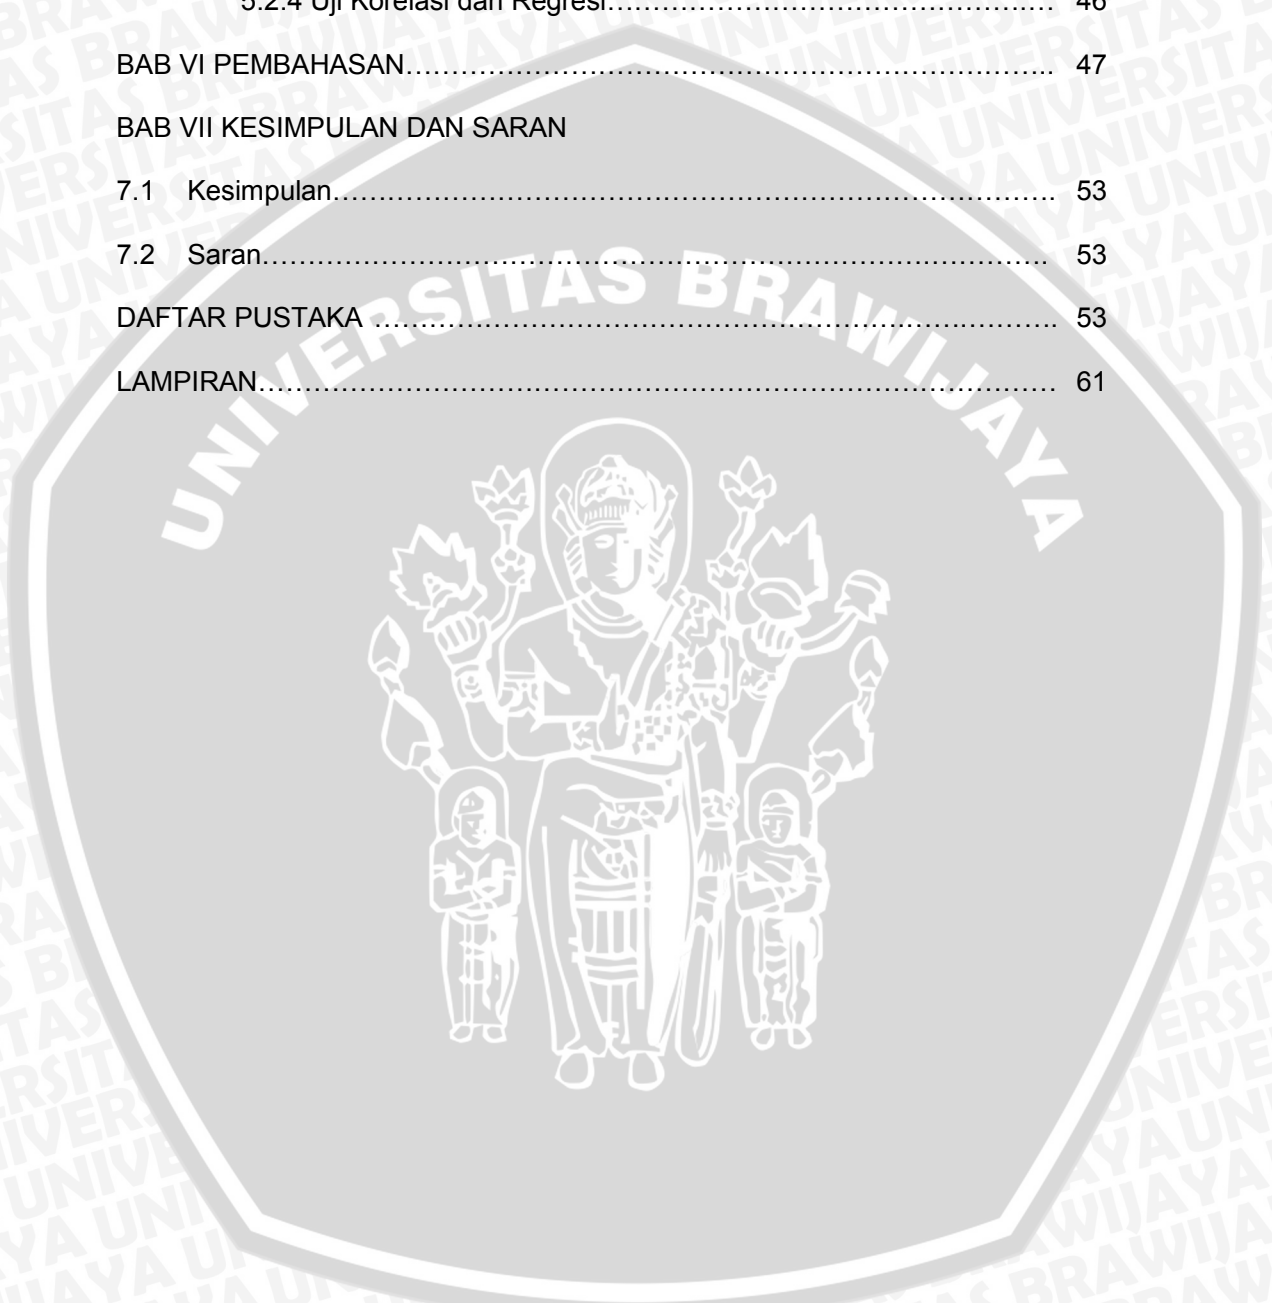 5.2.4 Uji Korelasi dan Regresi……………………………………………… 46
BAB VI PEMBAHASAN……………………………………………………………….. 47
BAB VII KESIMPULAN DAN SARAN
7.1 Kesimpulan……………………………………………………………………….. 53
7.2 Saran……………………………………………………………………………… 53
DAFTAR PUSTAKA ………………………………………………………………….. 53
LAMPIRAN……………………………………………………………………………… 61
UNIVERSITAS BRAWIJAYA